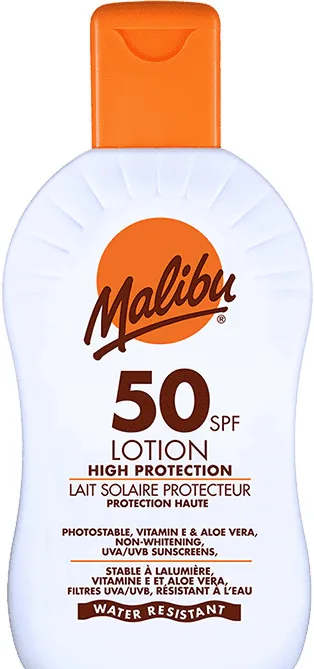 Malibu®
50 SPF
LOTION
HIGH PROTECTION
LAIT SOLAIRE PROTECTEUR
PROTECTION HAUTE
PHOTOSTABLE, VITAMIN E & ALOE VERA,
NON-WHITENING,
UVA/UVB SUNSCREENS,
STABLE À LALUMIÈRE,
VITAMINE E ET ALOE VERA,
FILTRES UVA/UVB, RÉSISTANT À L'EAU
WATER RESISTANT